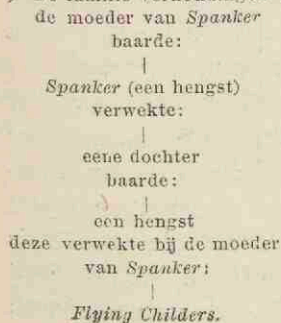 de moeder van Spanker
baarde:
Spanker (een hengst)
verwekte:
eene dochter
baarde:
een hengst
deze verwekte bij de moeder
van Spanker:
Flying Childers.